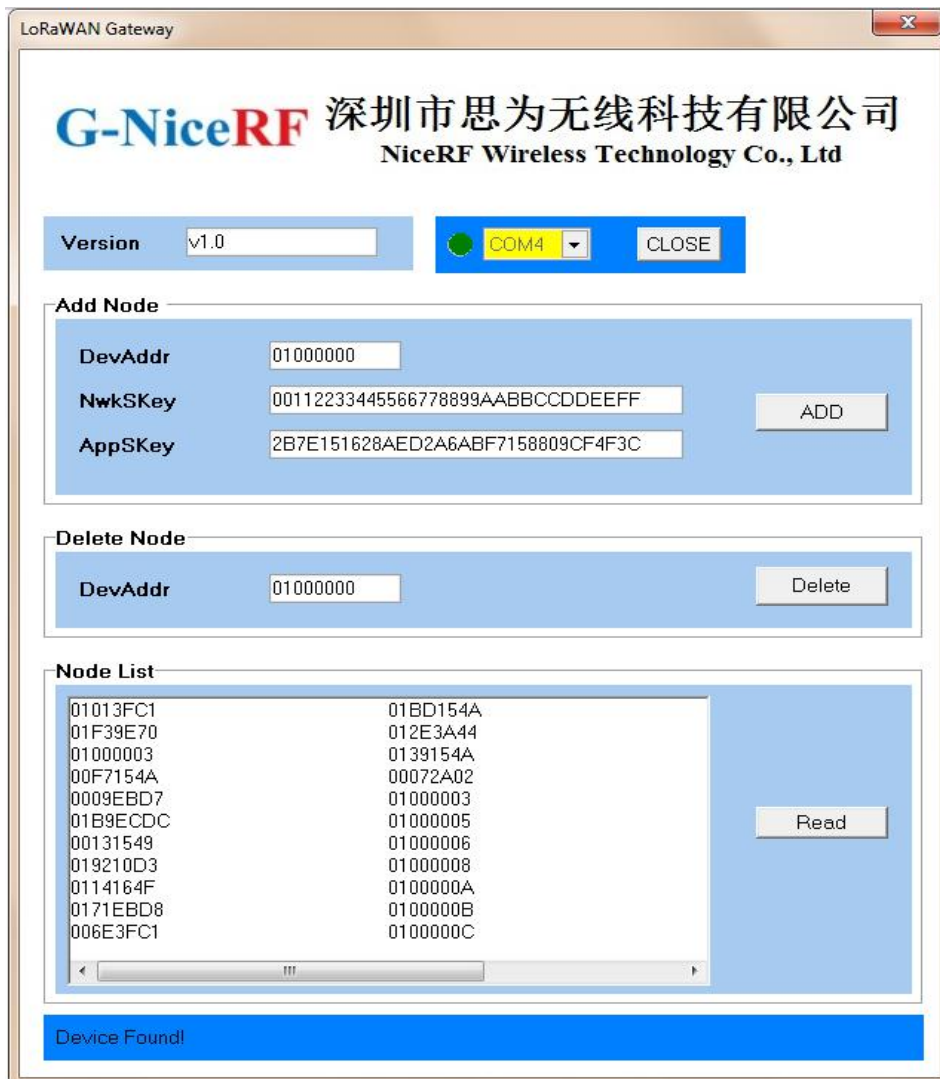 LoRaWAN Gateway
G-NiceRF 深圳市思为无线科技有限公司
NiceRF Wireless Technology Co., Ltd
Version v1.0 COM4 CLOSE
Add Node
DevAddr 01000000
NwkSKey 00112233445566778899AABBCCDDEEFF
ADD
AppSKey 2B7E151628AED2A6ABF7158809CF4F3C
Delete Node
DevAddr 01000000 Delete
Node List
01013FC1 01BD154A
01F39E70 012E3A44
01000003 0139154A
00F7154A 00072A02
0009EBD7 01000003
01B9ECDC 01000005
00131549 01000006
019210D3 01000008
0114164F 0100000A
0171EBD8 0100000B
006E3FC1 0100000C
Read
Device Found!